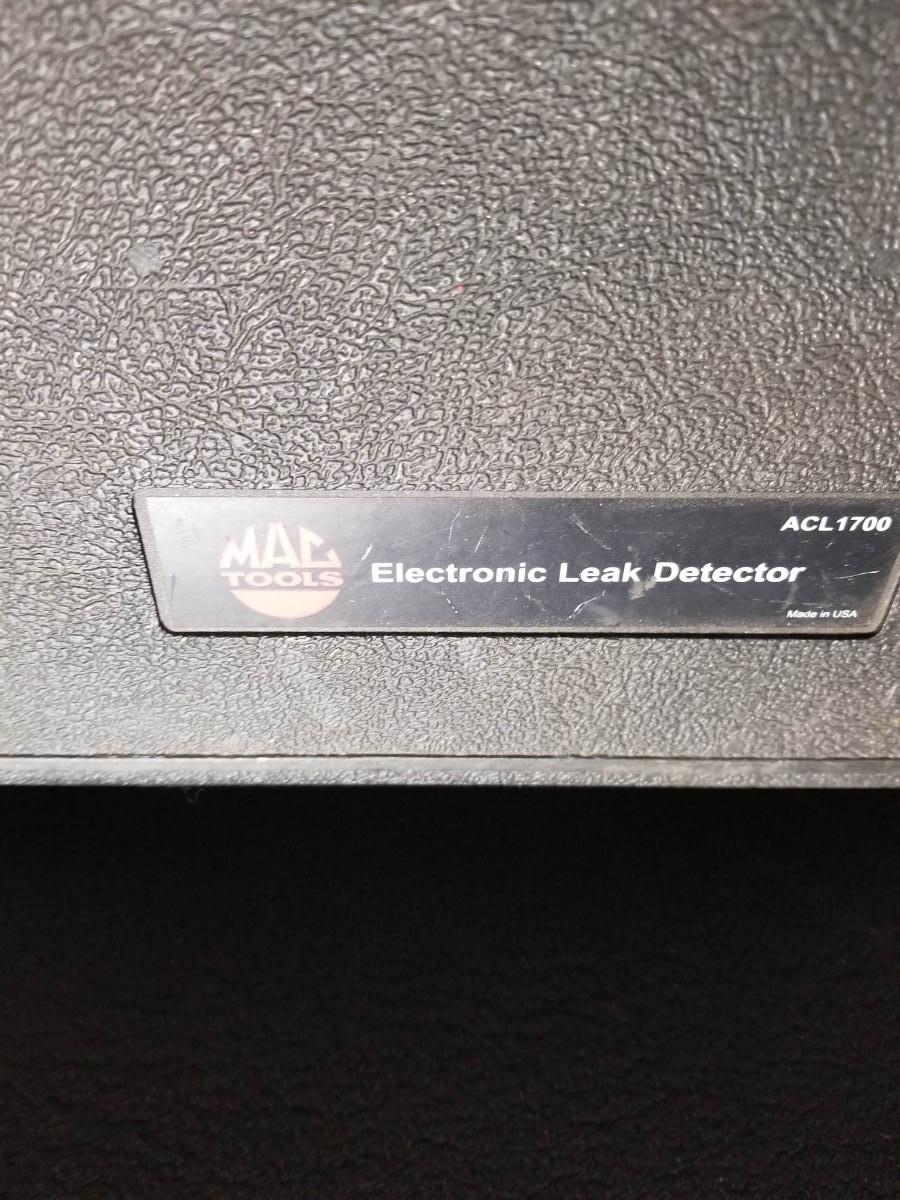 ACL1700
MAC
TOOLS
Electronic Leak Detector
Made in USA